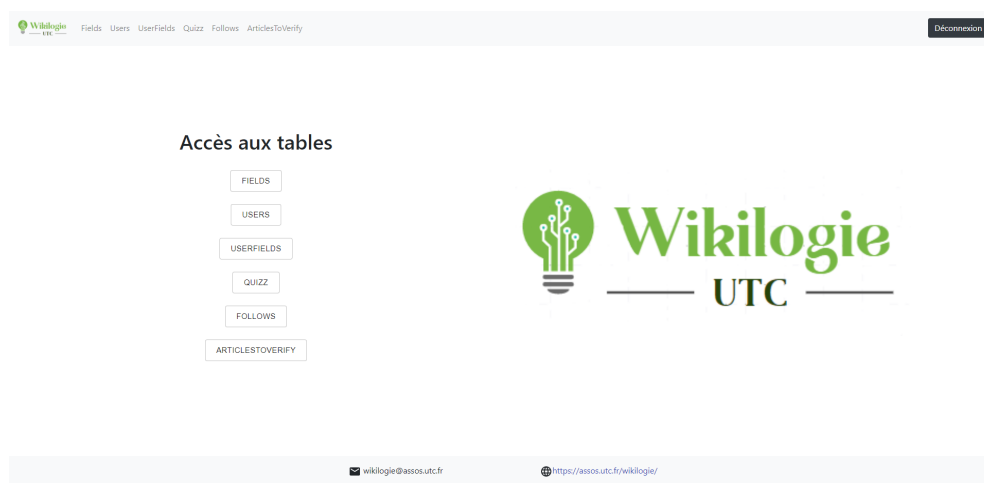 Wikilogie
UTC
Fields Users UserFields Quizz Follows ArticlesToVerify
Déconnexion
Accès aux tables
FIELDS
USERS
USERFIELDS
QUIZZ
FOLLOWS
ARTICLESTOVERIFY
Wikilogie
UTC
wikilogie@assos.utc.fr
https://assos.utc.fr/wikilogie/